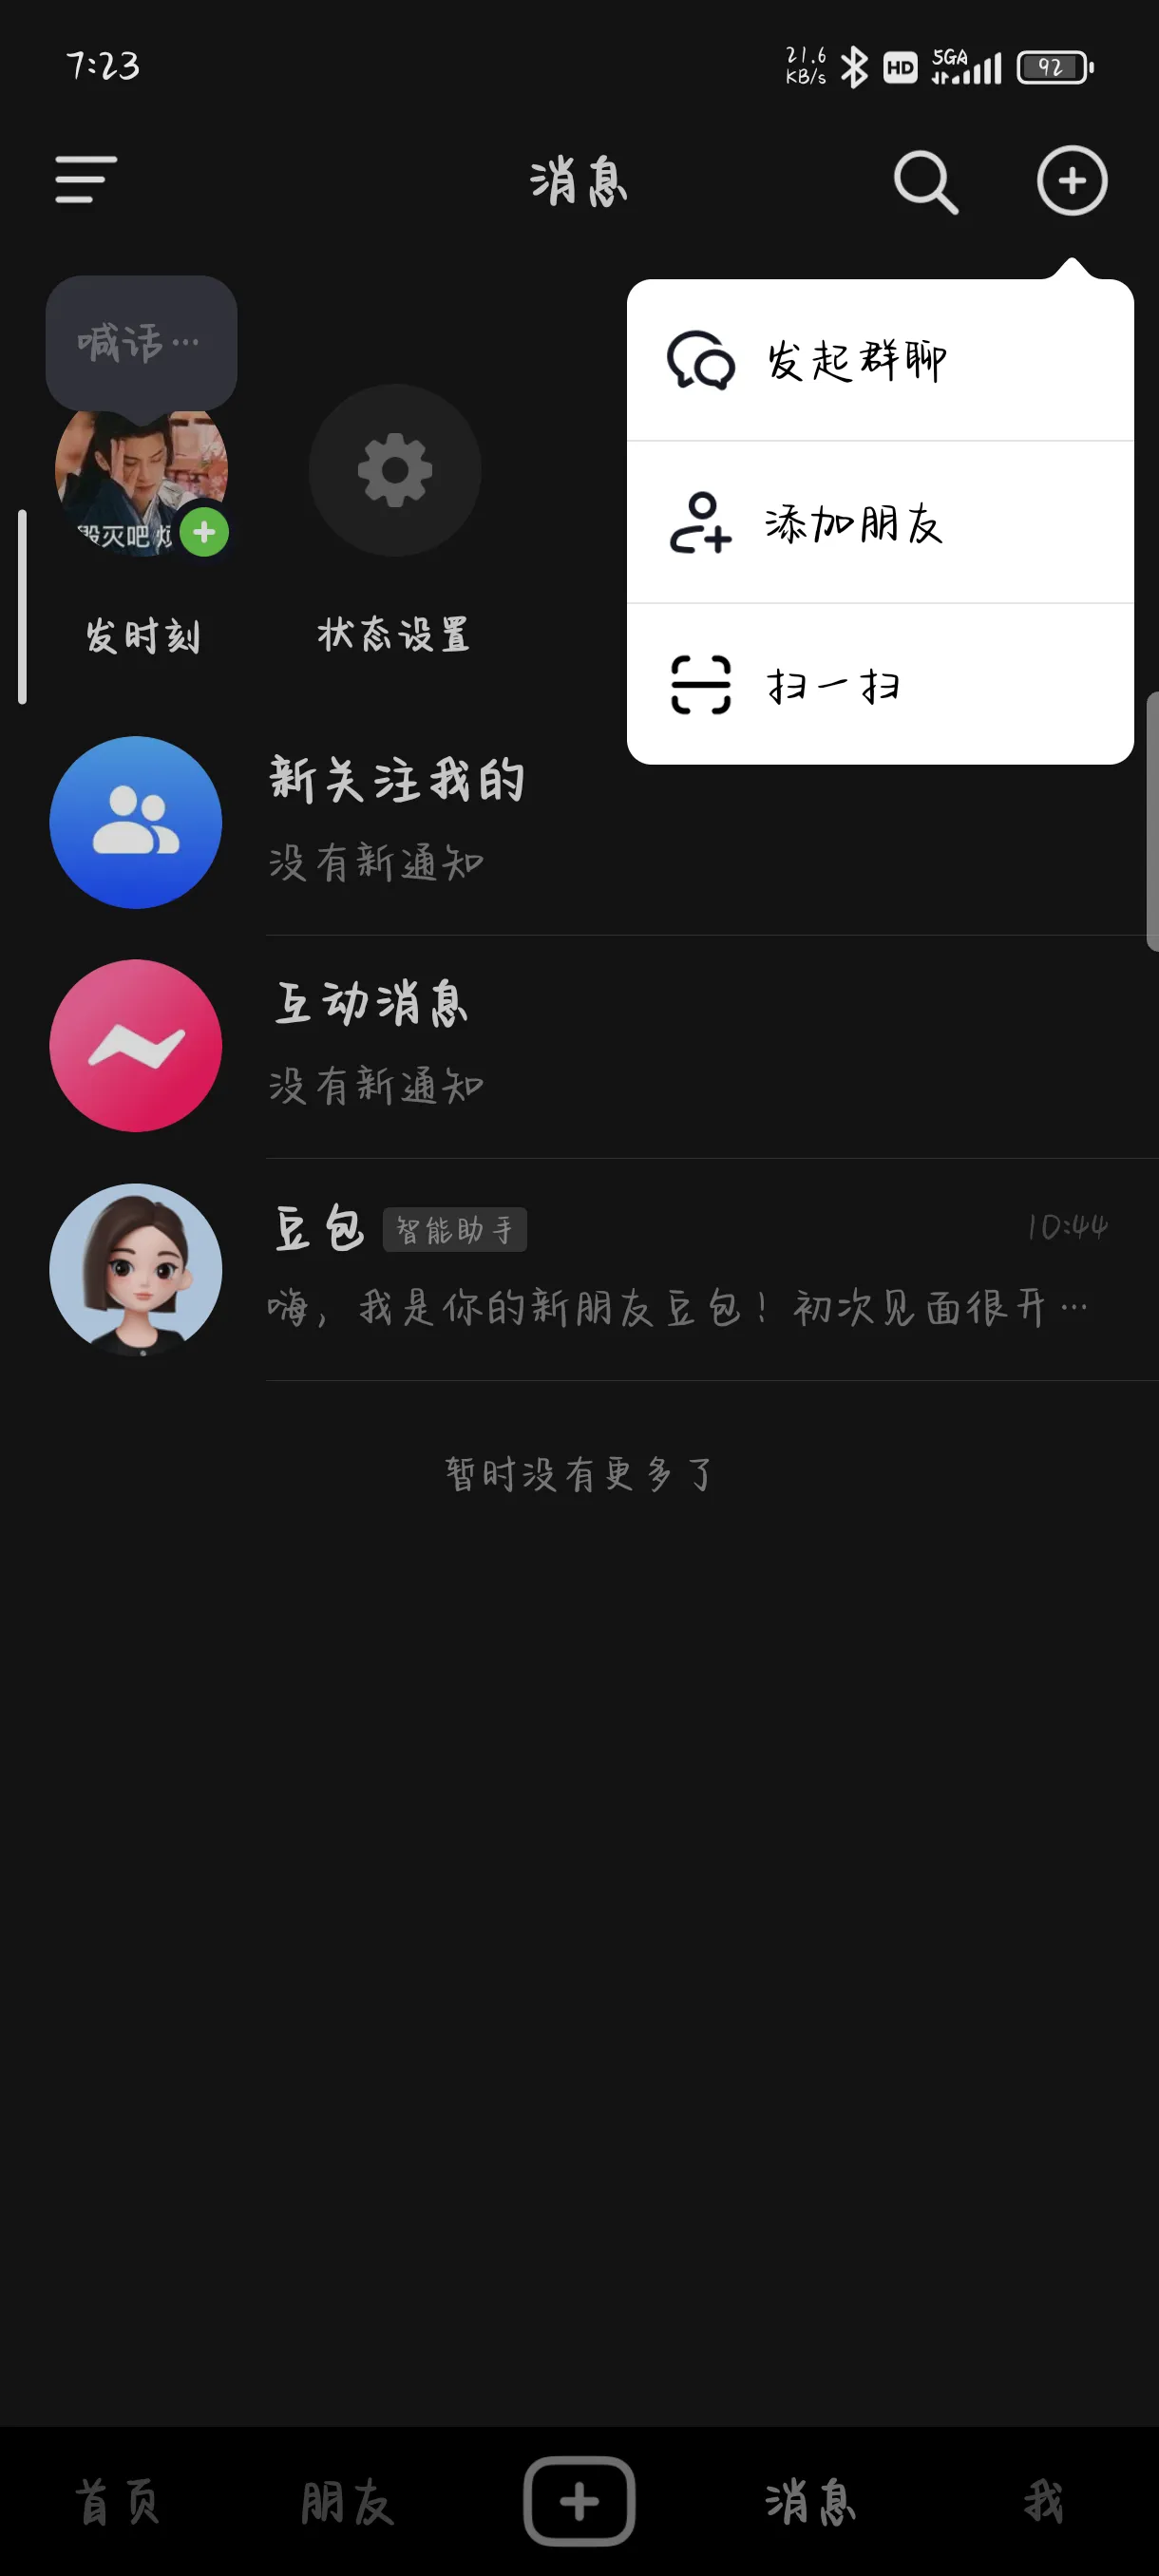 7:23
21.6
KB/s
HD
5GA
92
消息
喊话…
发起群聊
添加朋友
扫一扫
毁灭吧
发时刻
状态设置
新关注我的
没有新通知
互动消息
没有新通知
豆包 智能助手 10:44
嗨，我是你的新朋友豆包！初次见面很开…
暂时没有更多了
首页 朋友 消息 我